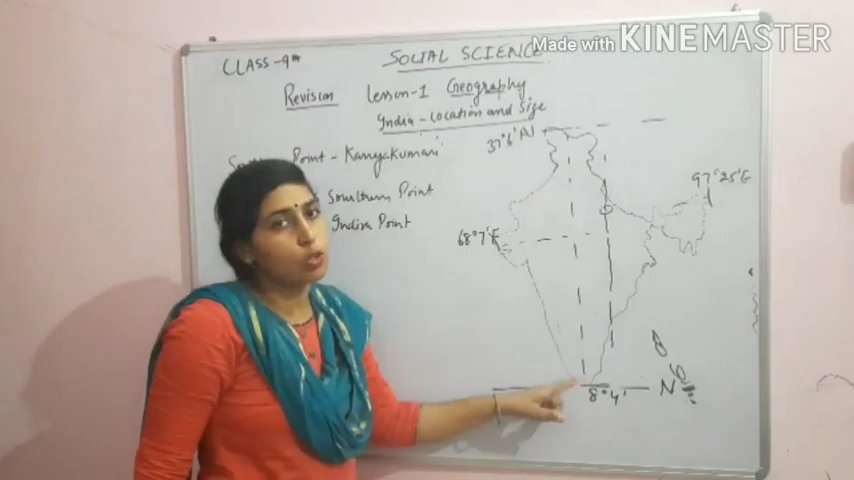 Made with KINEMASTER
CLASS-9th
SOCIAL SCIENCE
Revision Lesson-1 Geography
India - Location and Size
Point - Kanyakumari
Point
Indira Point
37°6' N
97°25'E
68°7' E
8°4' N